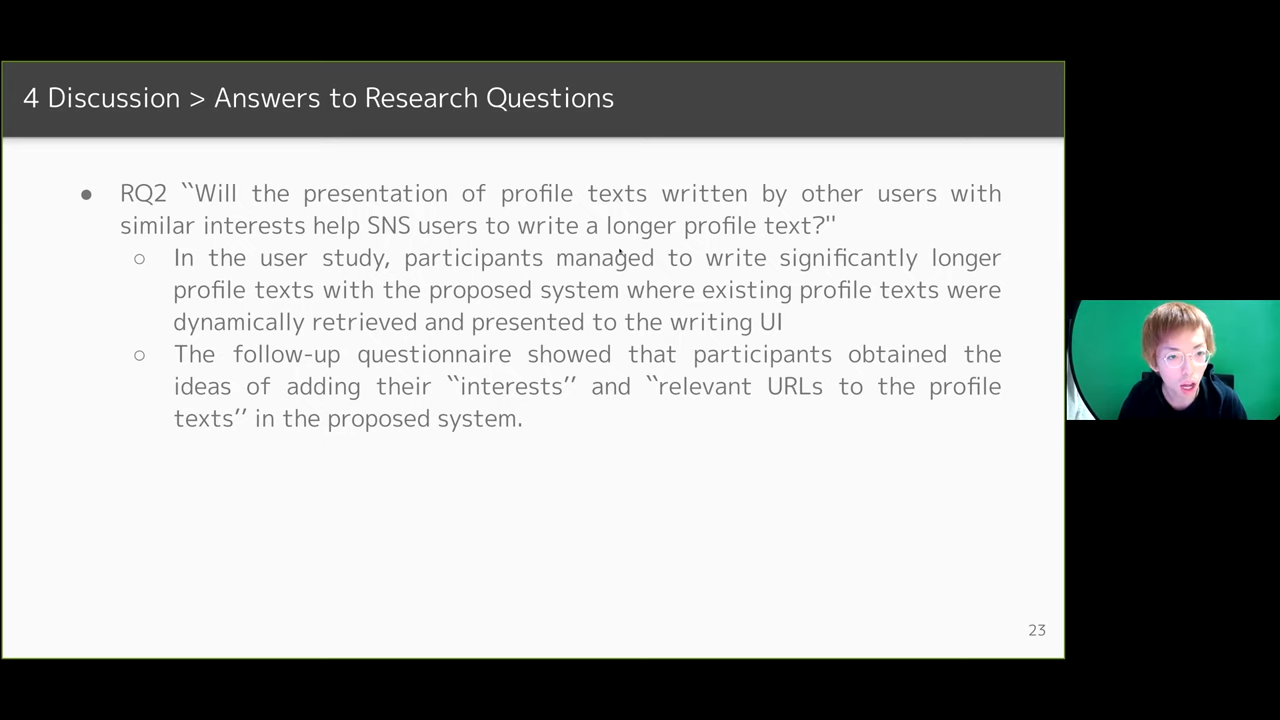 4 Discussion > Answers to Research Questions
● RQ2 ``Will the presentation of profile texts written by other users with
similar interests help SNS users to write a longer profile text?"
○ In the user study, participants managed to write significantly longer
profile texts with the proposed system where existing profile texts were
dynamically retrieved and presented to the writing UI
○ The follow-up questionnaire showed that participants obtained the
ideas of adding their ``interests’’ and ``relevant URLs to the profile
texts’’ in the proposed system.
23